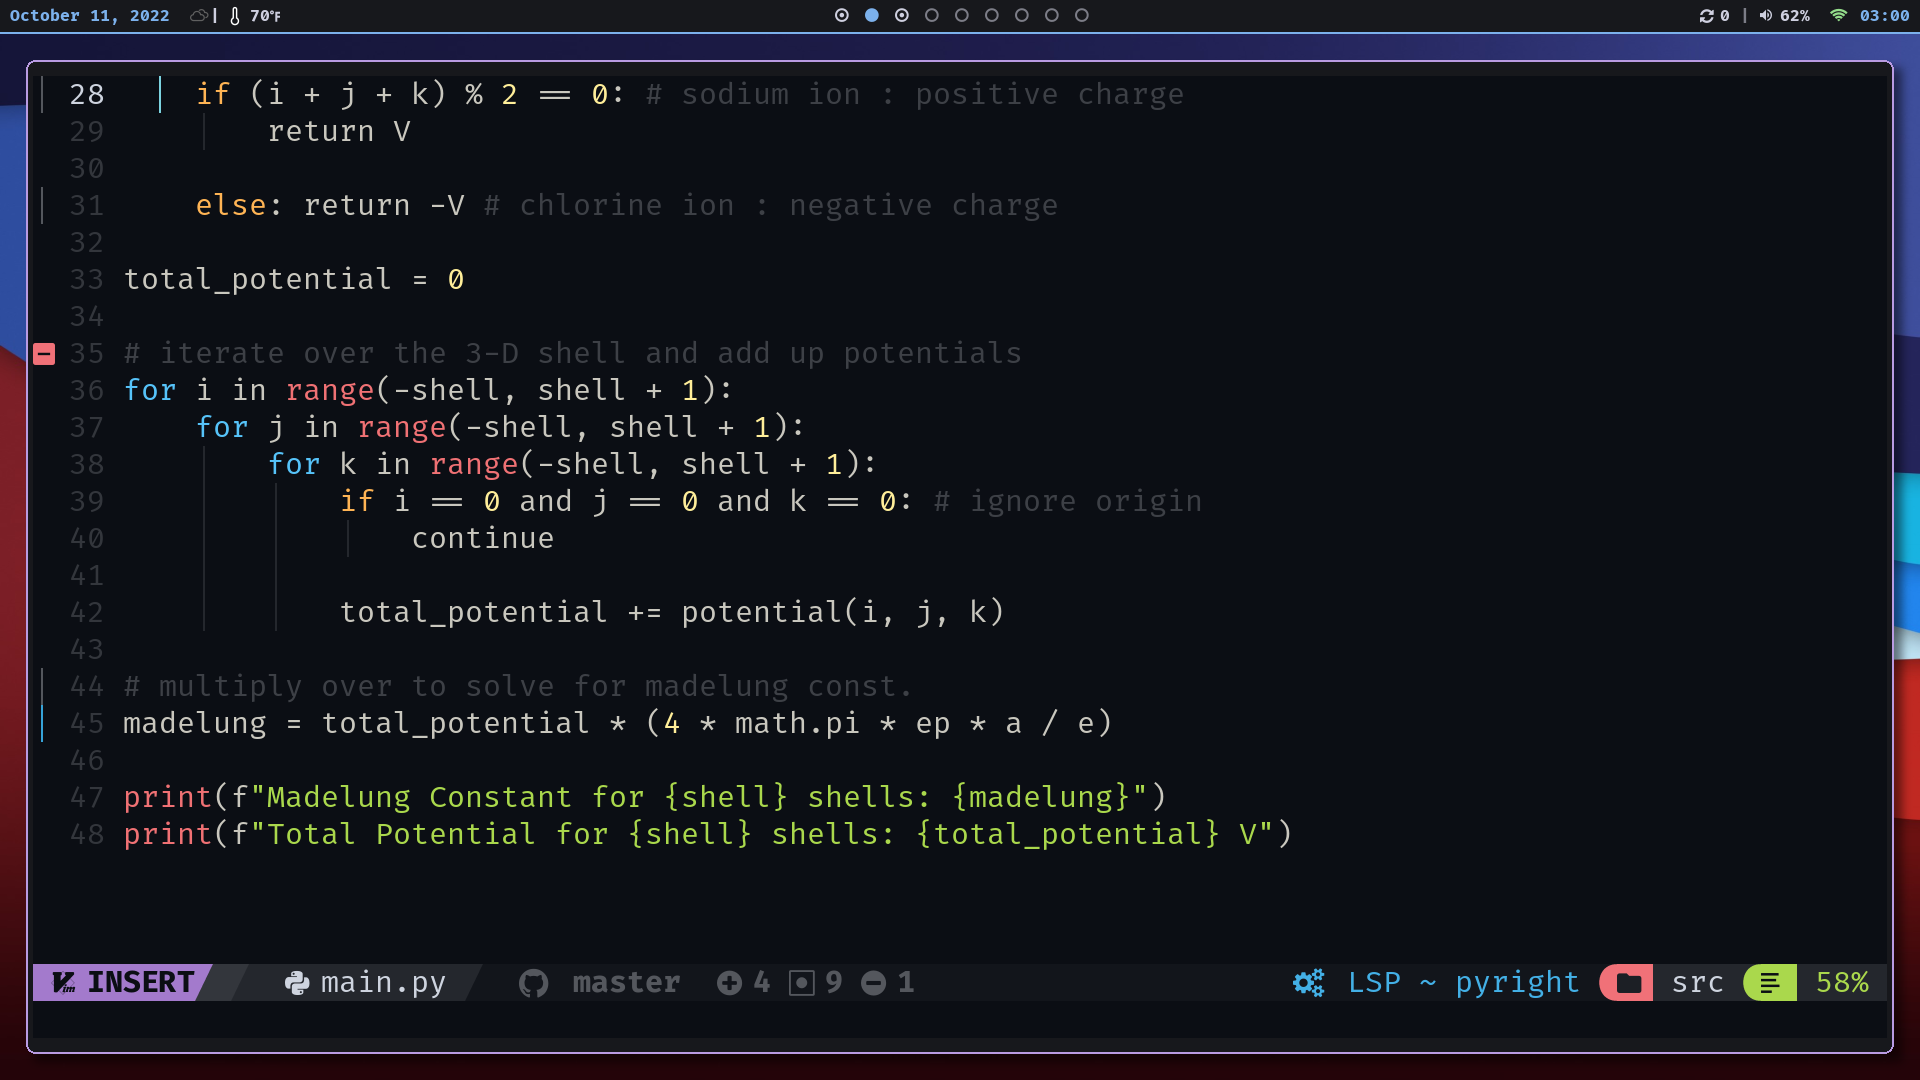 October 11, 2022 | 70°F 0 | 62% 03:00
28 if (i + j + k) % 2 == 0: # sodium ion : positive charge
29 return V
30
31 else: return -V # chlorine ion : negative charge
32
33 total_potential = 0
34
35 # iterate over the 3-D shell and add up potentials
36 for i in range(-shell, shell + 1):
37 for j in range(-shell, shell + 1):
38 for k in range(-shell, shell + 1):
39 if i == 0 and j == 0 and k == 0: # ignore origin
40 continue
41
42 total_potential += potential(i, j, k)
43
44 # multiply over to solve for madelung const.
45 madelung = total_potential * (4 * math.pi * ep * a / e)
46
47 print(f"Madelung Constant for {shell} shells: {madelung}")
48 print(f"Total Potential for {shell} shells: {total_potential} V")
INSERT main.py master 4 9 1 LSP ~ pyright src 58%